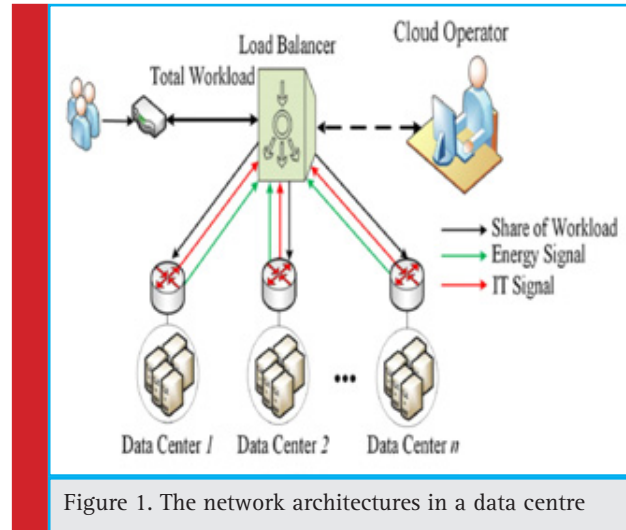 Cloud Operator
Load Balancer
Total Workload
Share of Workload
Energy Signal
IT Signal
Data Center 1
Data Center 2
Data Center n
Figure 1. The network architectures in a data centre